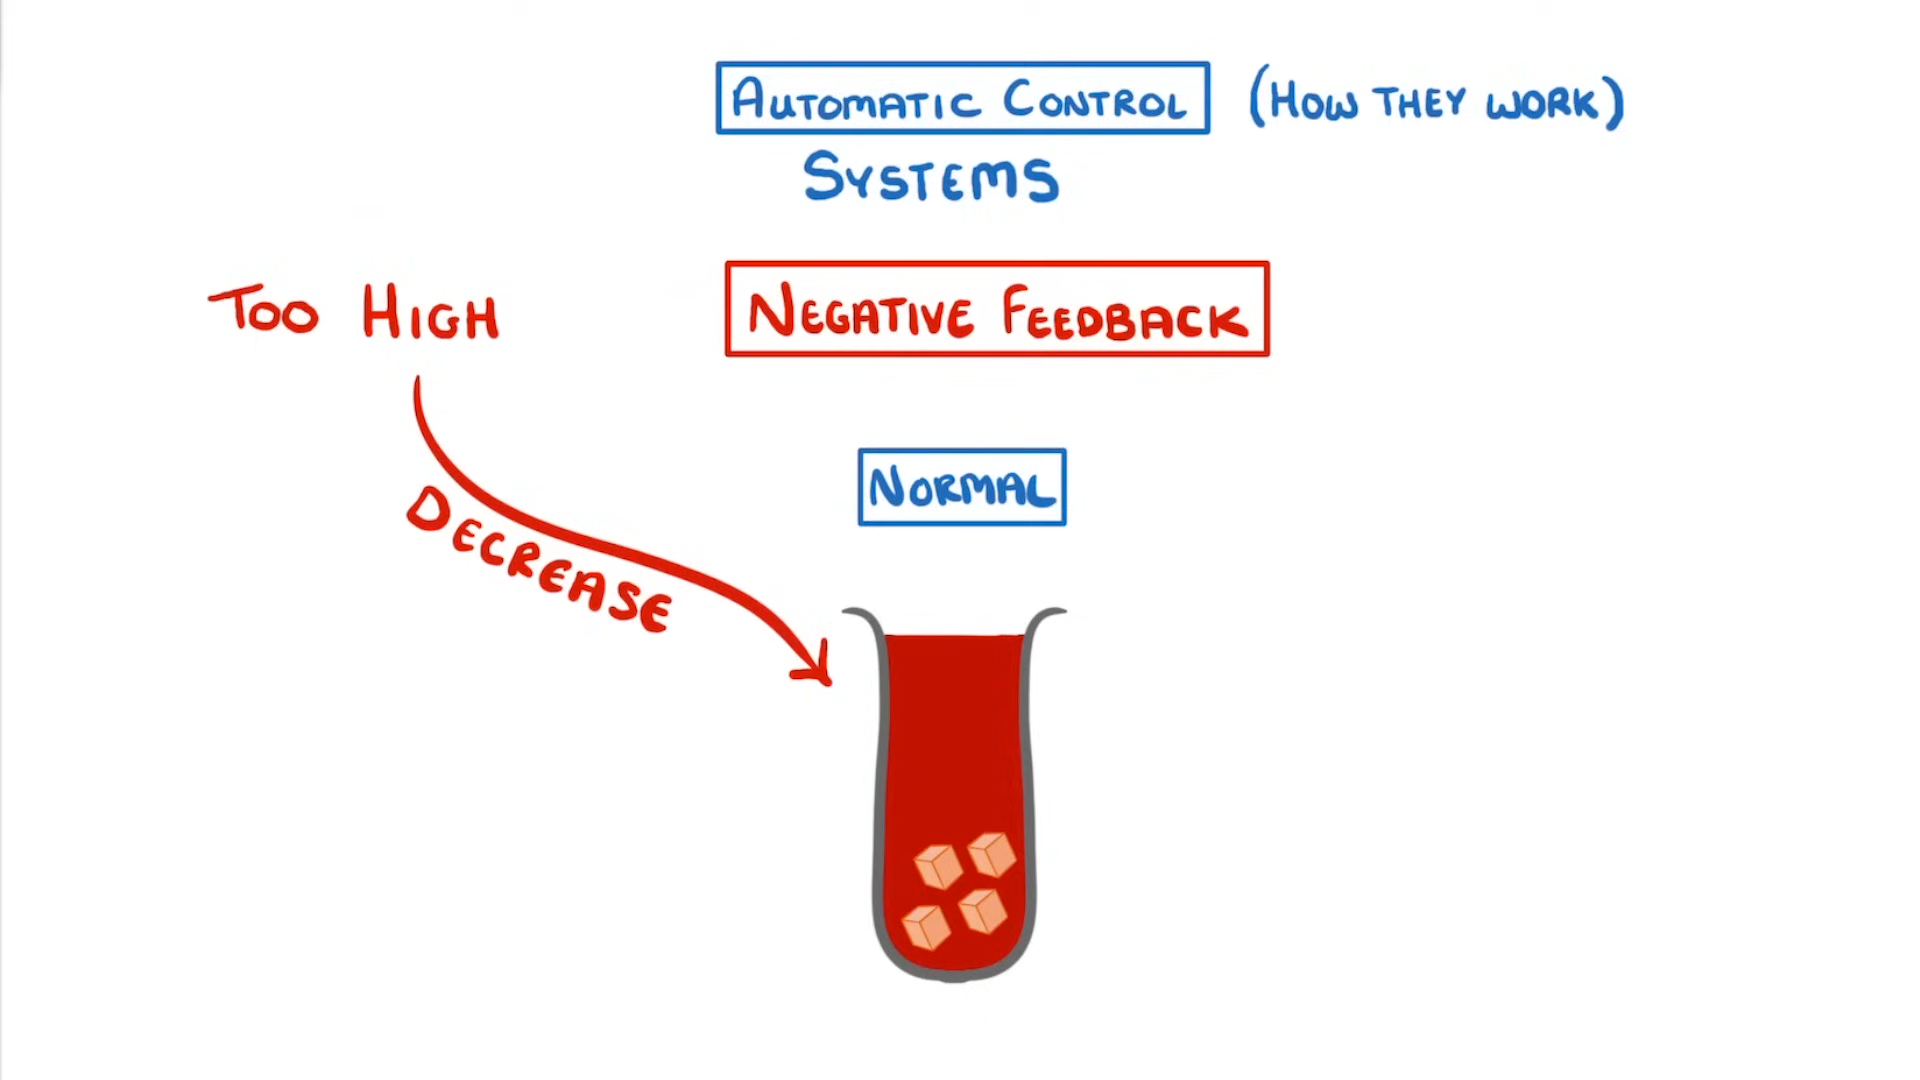 AUTOMATIC CONTROL (HOW THEY WORK)
SYSTEMS
TOO HIGH
NEGATIVE FEEDBACK
NORMAL
DECREASE